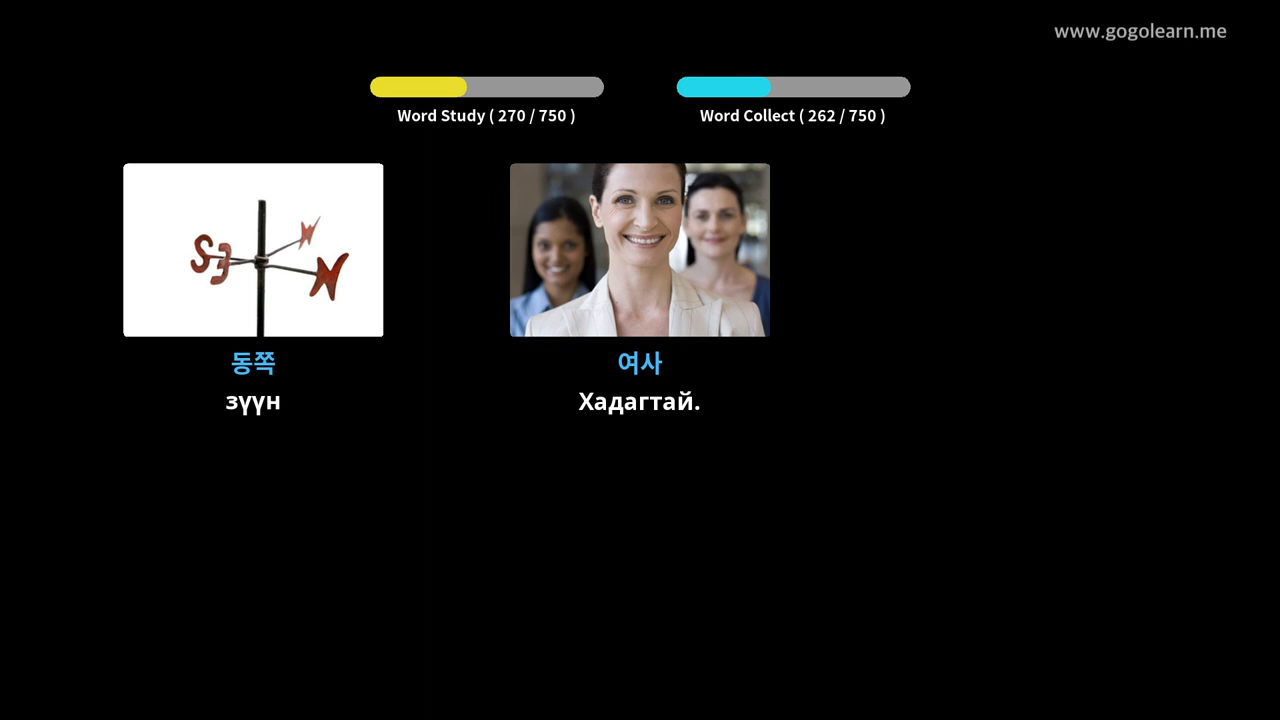 www.gogolearn.me
Word Study ( 270 / 750 )
Word Collect ( 262 / 750 )
S E N
동쪽
여사
зүүн
Хадагтай.